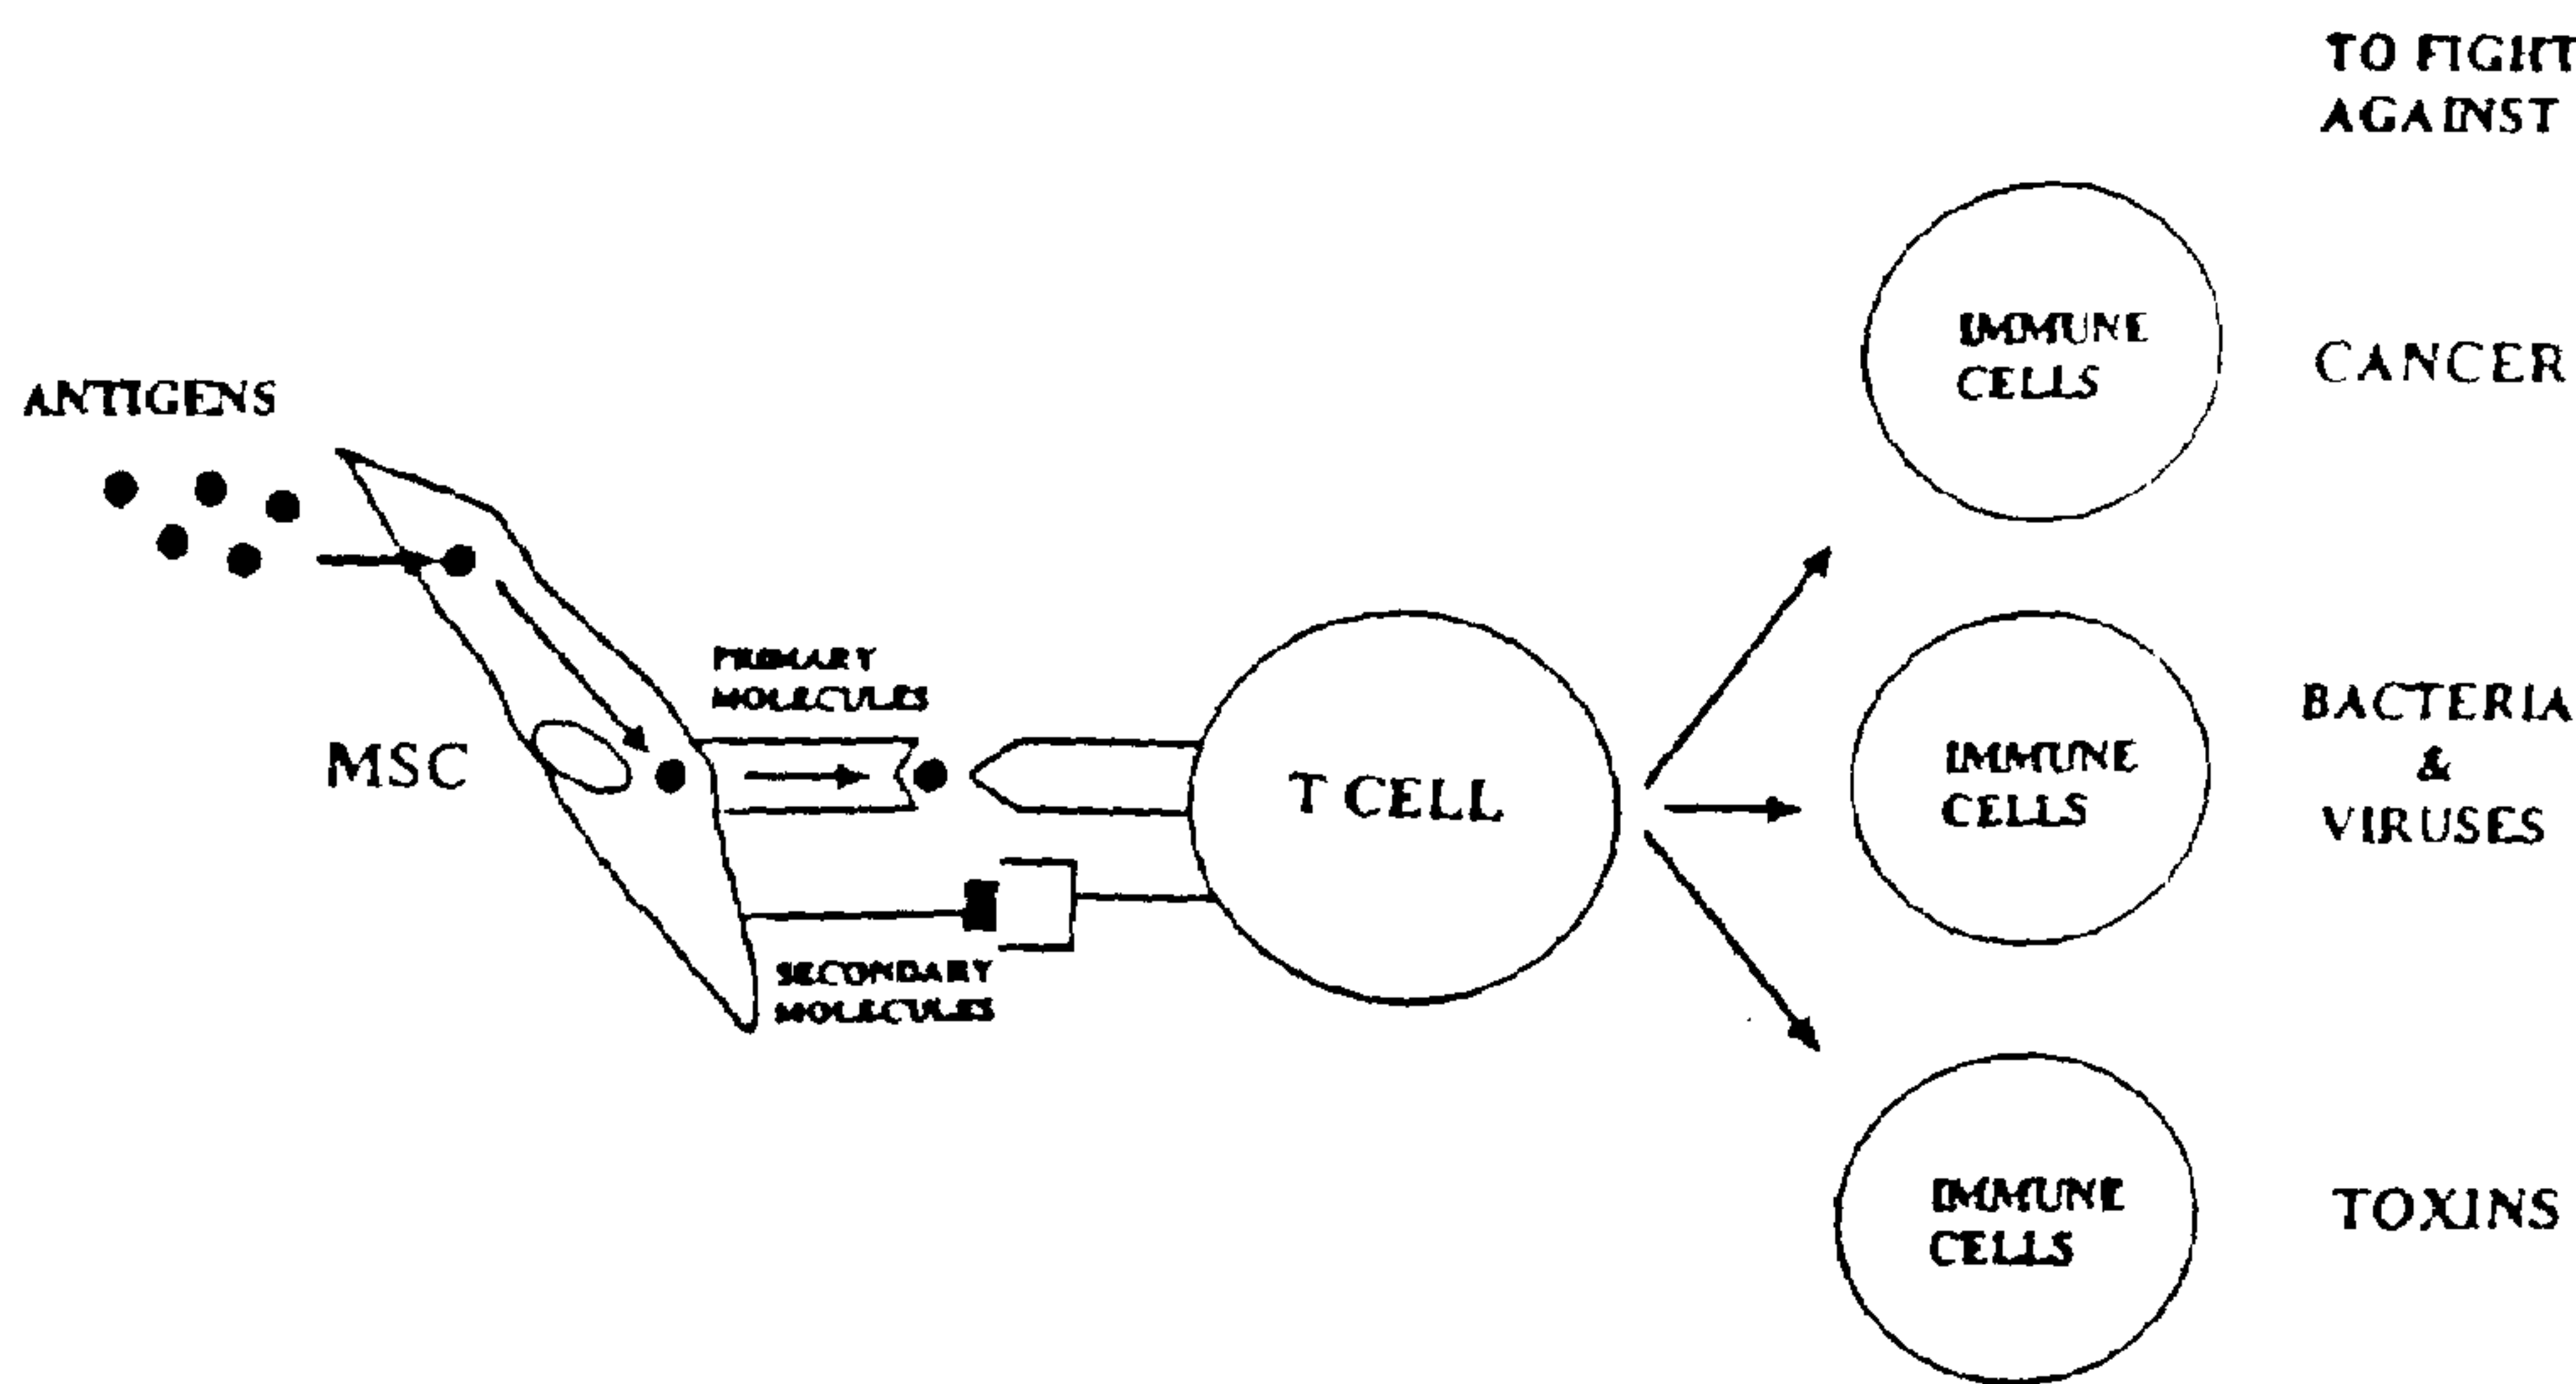 TO FIGHT
AGAINST
IMMUNE
CELLS
CANCER
ANTIGENS
PRIMARY
MOLECULES
MSC
T CELL
IMMUNE
CELLS
BACTERIA
&
VIRUSES
SECONDARY
MOLECULES
IMMUNE
CELLS
TOXINS